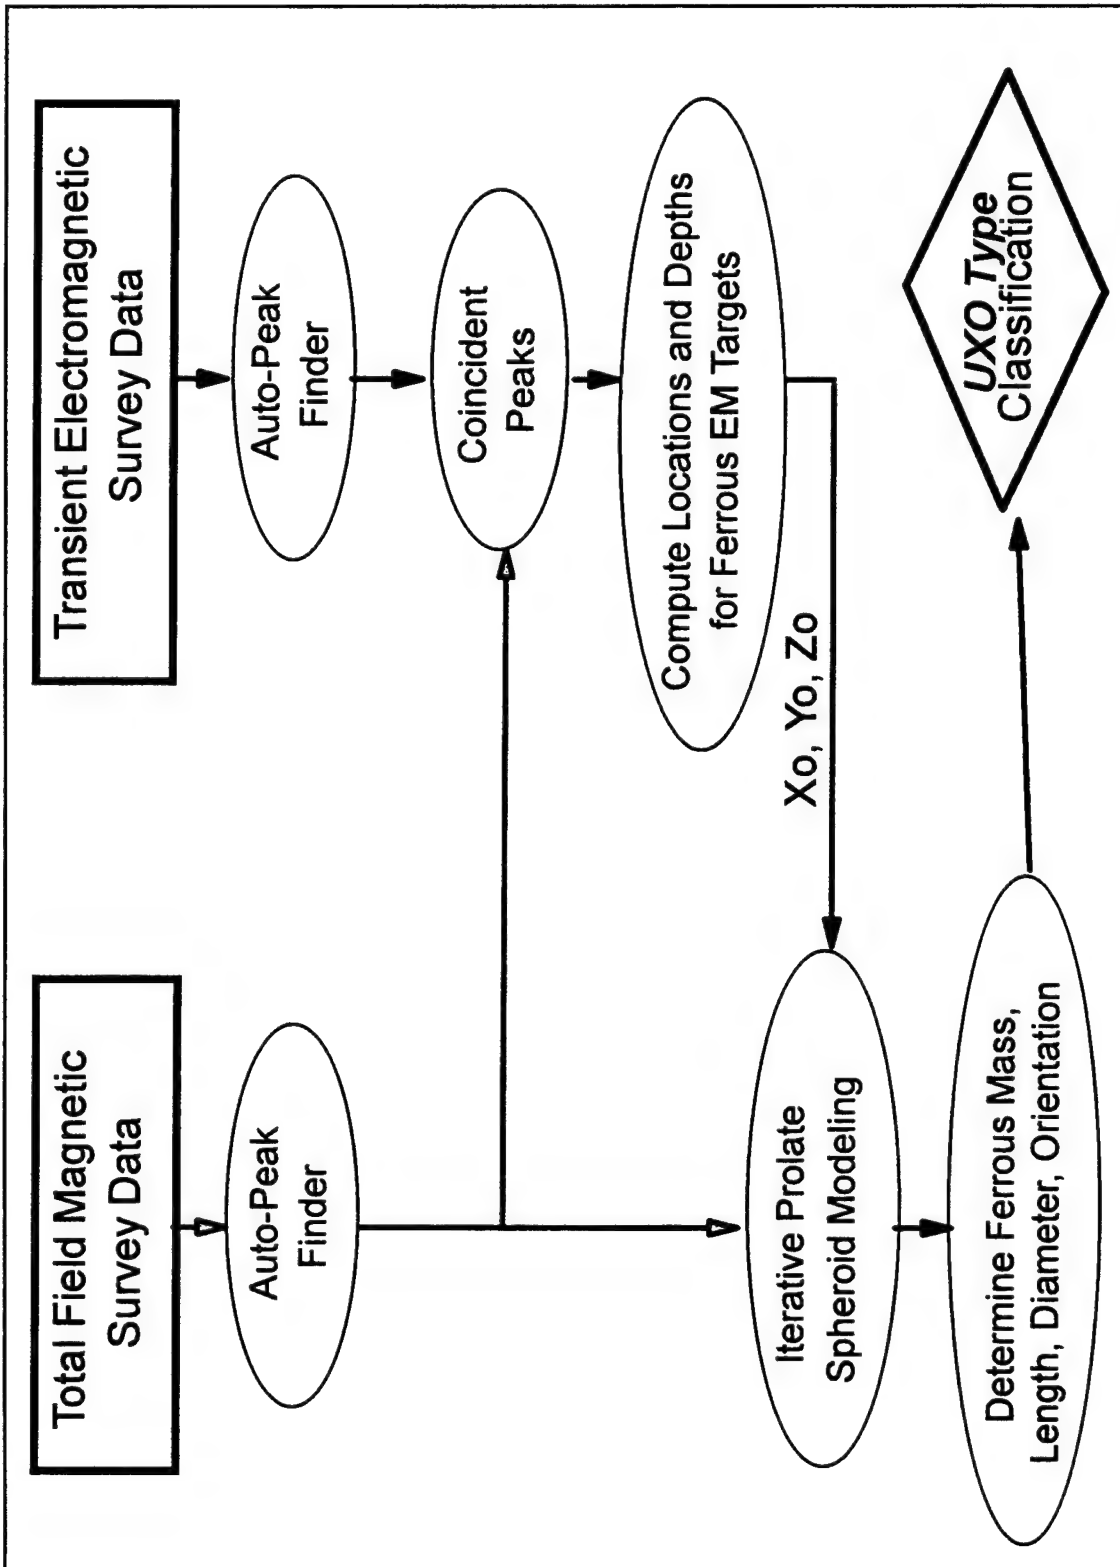 Total Field Magnetic
Survey Data
Transient Electromagnetic
Survey Data
Auto-Peak
Finder
Auto-Peak
Finder
Coincident
Peaks
Compute Locations and Depths
for Ferrous EM Targets
Xo, Yo, Zo
Iterative Prolate
Spheroid Modeling
Determine Ferrous Mass,
Length, Diameter, Orientation
UXO Type
Classification